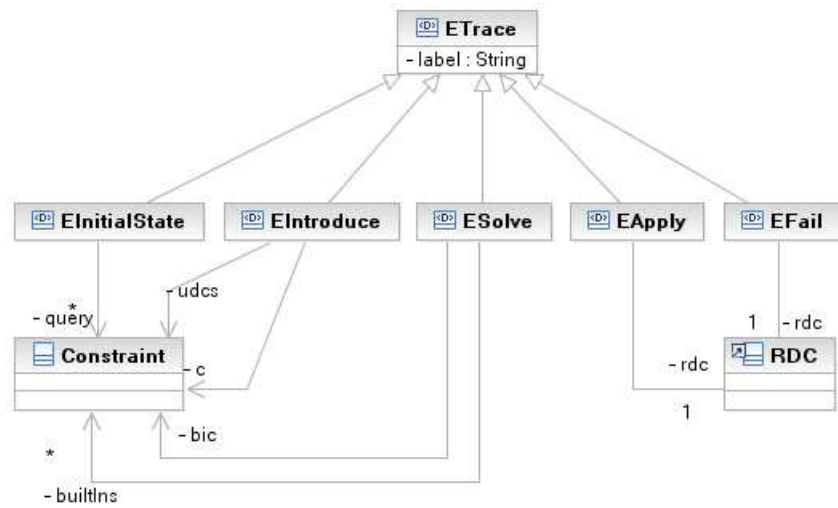 <D> ETrace
- label : String
<D> EInitialState
<D> EIntroduce
<D> ESolve
<D> EApply
<D> EFail
- udcs
*
- query
1
- rdc
Constraint
RDC
- c
- rdc
1
- bic
*
- builtIns